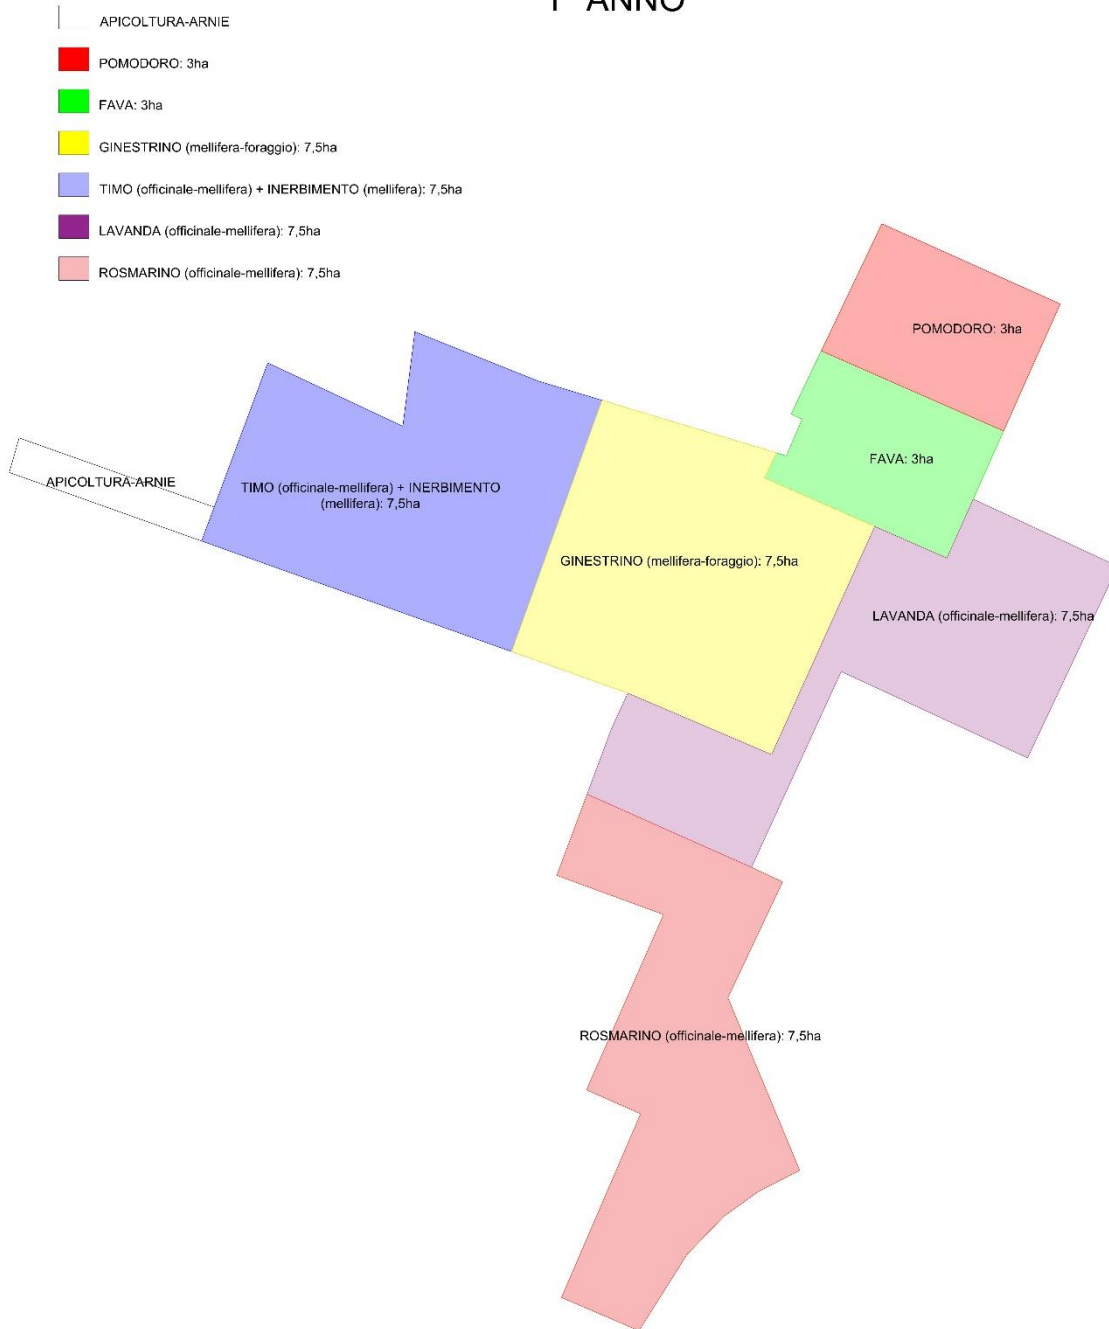 1° ANNO
APICOLTURA-ARNIE
POMODORO: 3ha
FAVA: 3ha
GINESTRINO (mellifera-foraggio): 7,5ha
TIMO (officinale-mellifera) + INERBIMENTO (mellifera): 7,5ha
LAVANDA (officinale-mellifera): 7,5ha
ROSMARINO (officinale-mellifera): 7,5ha
POMODORO: 3ha
FAVA: 3ha
APICOLTURA-ARNIE
TIMO (officinale-mellifera) + INERBIMENTO
(mellifera): 7,5ha
GINESTRINO (mellifera-foraggio): 7,5ha
LAVANDA (officinale-mellifera): 7,5ha
ROSMARINO (officinale-mellifera): 7,5ha